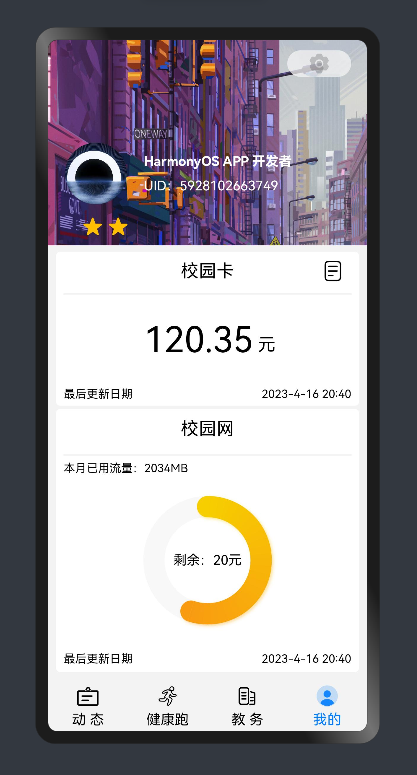 ONEWAY
HarmonyOS APP 开发者
UID: 5928102663749
校园卡
120.35 元
最后更新日期 2023-4-16 20:40
校园网
本月已用流量：2034MB
剩余：20元
最后更新日期 2023-4-16 20:40
动态 健康跑 教务 我的